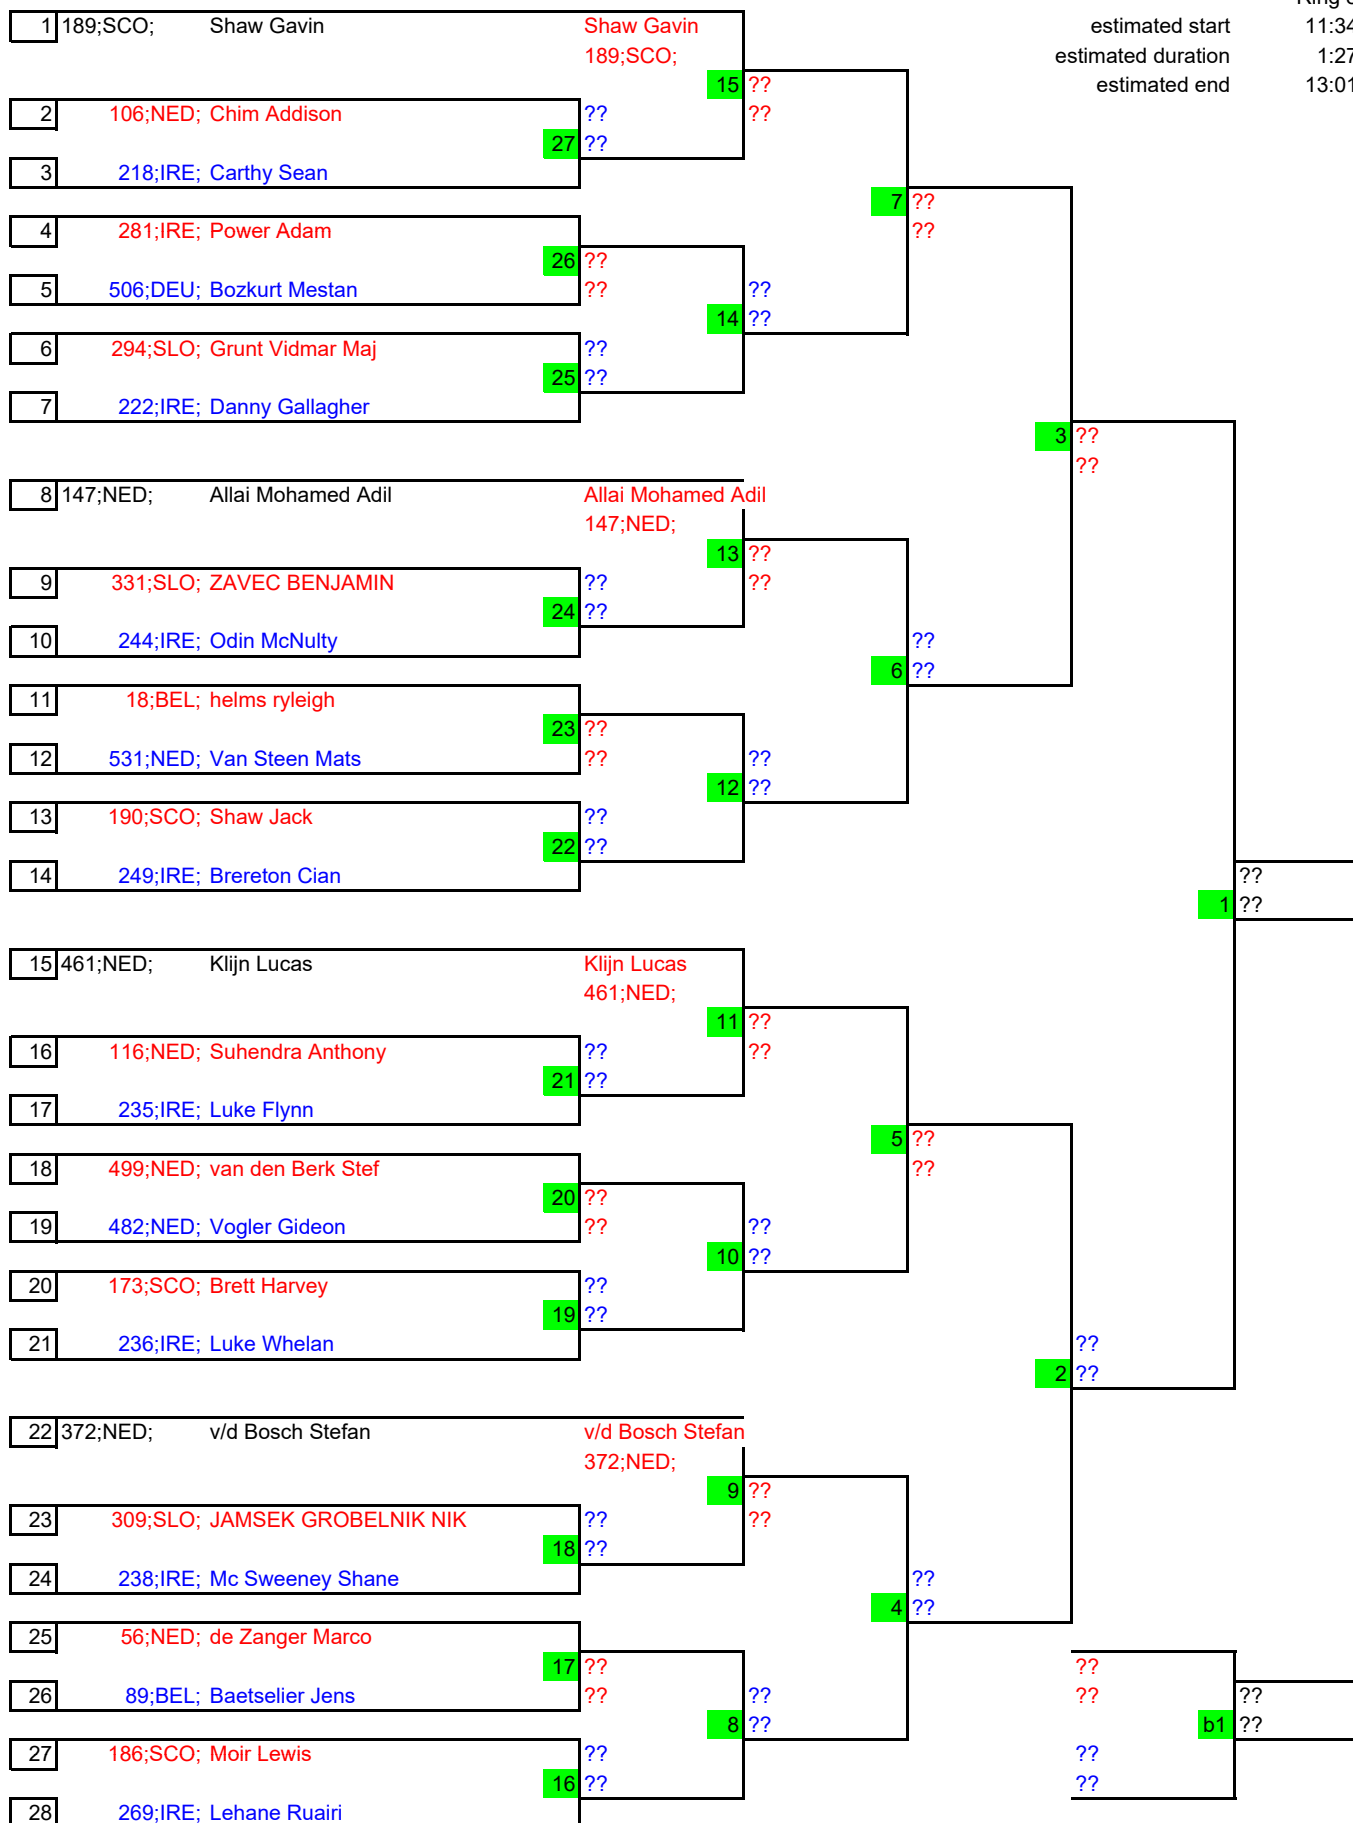 1 189;SCO; Shaw Gavin Shaw Gavin estimated start 11:34
189;SCO; estimated duration 1:27
15 ?? estimated end 13:01
2 106;NED; Chim Addison ?? ??
27 ??
3 218;IRE; Carthy Sean
7 ??
4 281;IRE; Power Adam ??
26 ??
5 506;DEU; Bozkurt Mestan ?? ??
14 ??
6 294;SLO; Grunt Vidmar Maj ??
25 ??
7 222;IRE; Danny Gallagher
3 ??
??
8 147;NED; Allai Mohamed Adil Allai Mohamed Adil
147;NED;
13 ??
9 331;SLO; ZAVEC BENJAMIN ?? ??
24 ??
10 244;IRE; Odin McNulty ??
6 ??
11 18;BEL; helms ryleigh
23 ??
12 531;NED; Van Steen Mats ?? ??
12 ??
13 190;SCO; Shaw Jack ??
22 ??
14 249;IRE; Brereton Cian ??
1 ??
15 461;NED; Klijn Lucas Klijn Lucas
461;NED;
11 ??
16 116;NED; Suhendra Anthony ?? ??
21 ??
17 235;IRE; Luke Flynn
5 ??
18 499;NED; van den Berk Stef ??
20 ??
19 482;NED; Vogler Gideon ?? ??
10 ??
20 173;SCO; Brett Harvey ??
19 ??
21 236;IRE; Luke Whelan ??
2 ??
22 372;NED; v/d Bosch Stefan v/d Bosch Stefan
372;NED;
9 ??
23 309;SLO; JAMSEK GROBELNIK NIK ?? ??
18 ??
24 238;IRE; Mc Sweeney Shane ??
4 ??
25 56;NED; de Zanger Marco
17 ?? ??
26 89;BEL; Baetselier Jens ?? ?? ?? ??
8 ?? b1 ??
27 186;SCO; Moir Lewis ?? ??
16 ?? ??
28 269;IRE; Lehane Ruairi